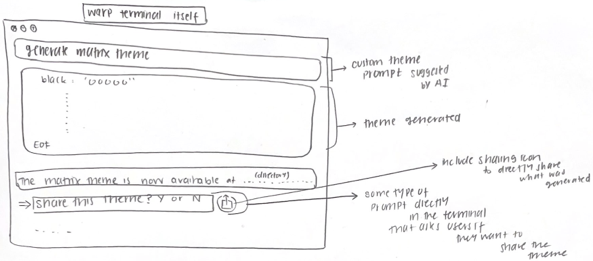 warp terminal itself
generate matrix theme
black: "00000"
Eof
The matrix theme is now available at ...(directory)...
⇒ Share this theme? Y or N
custom theme
prompt suggested
by AI
theme generated
include sharing icon
to directly share
what was
generated
some type of
prompt directly
in the terminal
that asks users if
they want to
share the
theme